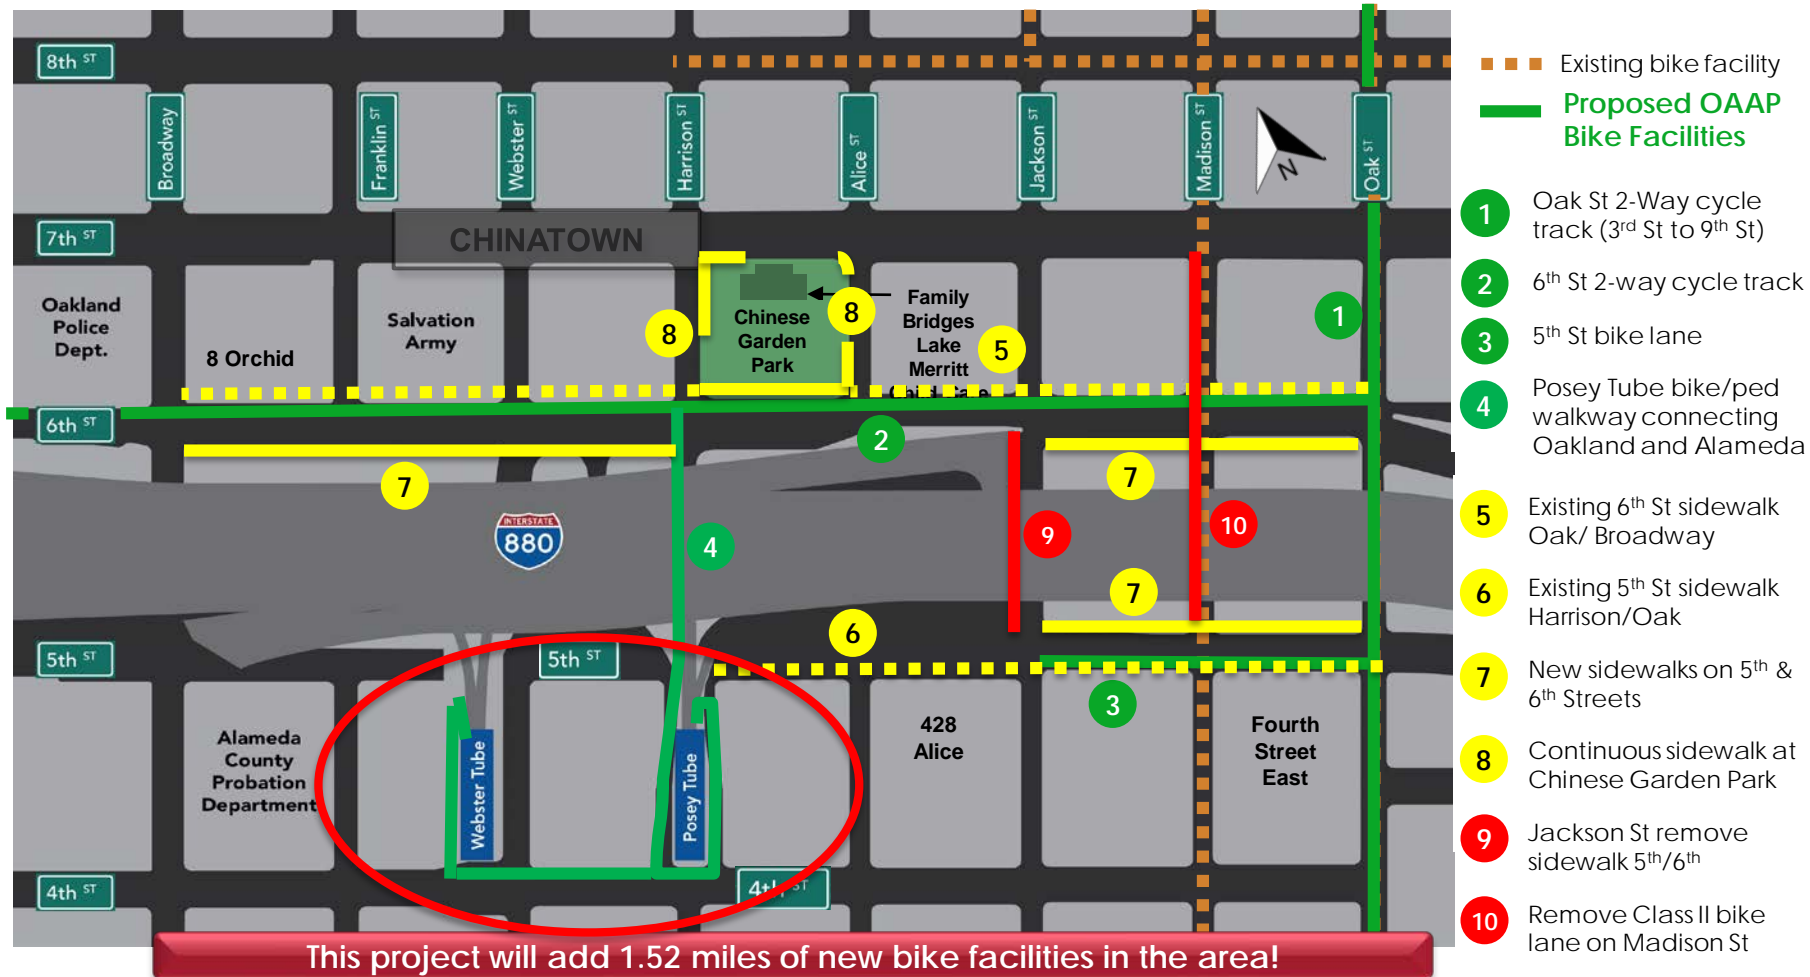 8th ST
Broadway
Franklin ST
Webster ST
Harrison ST
Alice ST
Jackson ST
Madison ST
N
Oak ST
7th ST
CHINATOWN
Oakland
Police
Dept.
8 Orchid
Salvation
Army
8
Chinese
Garden
Park
8
Family
Bridges
Lake
Merritt
Child Care
5
1
6th ST
2
7
7
INTERSTATE
880
4
9
10
7
6
5th ST
5th ST
3
Alameda
County
Probation
Department
Webster Tube
Posey Tube
428
Alice
Fourth
Street
East
4th ST
4th ST
This project will add 1.52 miles of new bike facilities in the area!
Existing bike facility
Proposed OAAP
Bike Facilities
1 Oak St 2-Way cycle
track (3rd St to 9th St)
2 6th St 2-way cycle track
3 5th St bike lane
4 Posey Tube bike/ped
walkway connecting
Oakland and Alameda
5 Existing 6th St sidewalk
Oak/ Broadway
6 Existing 5th St sidewalk
Harrison/Oak
7 New sidewalks on 5th &
6th Streets
8 Continuous sidewalk at
Chinese Garden Park
9 Jackson St remove
sidewalk 5th/6th
10 Remove Class II bike
lane on Madison St